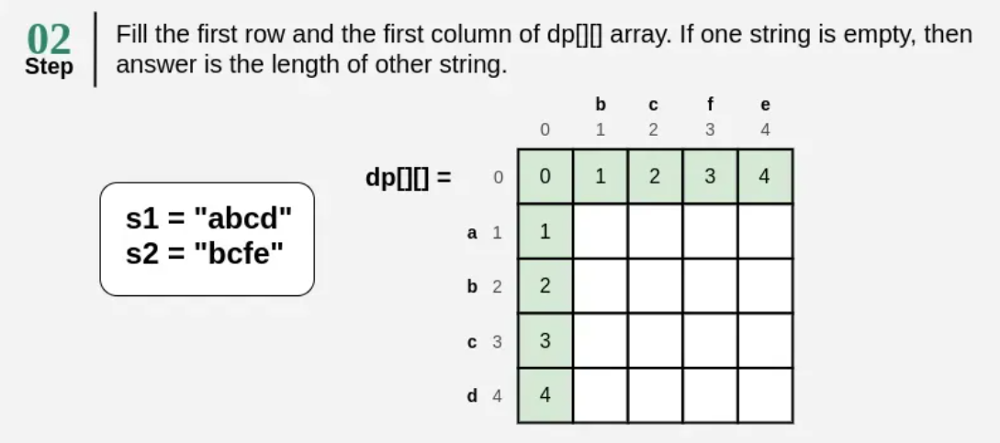 02
Step
Fill the first row and the first column of dp[][] array. If one string is empty, then
answer is the length of other string.
b c f e
0 1 2 3 4
dp[][] = 0 0 1 2 3 4
s1 = "abcd"
s2 = "bcfe"
a 1 1
b 2 2
c 3 3
d 4 4